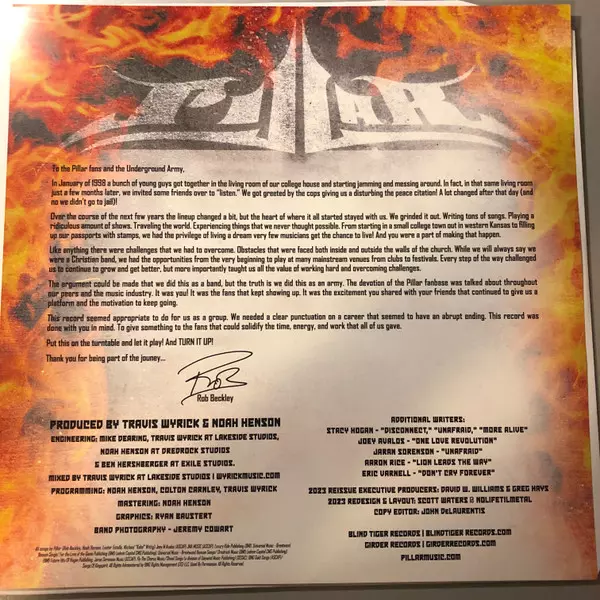 PILLAR
To the Pillar fans and the Underground Army,
In January of 1998 a bunch of young guys got together in the living room of our college house and starting jamming and messing around. In fact, in that same living room
just a few months later, we invited some friends over to "listen." We got greeted by the cops giving us a disturbing the peace citation! A lot changed after that day (and
no we didn't go to jail)!
Over the course of the next few years the lineup changed a bit, but the heart of where it all started stayed with us. We grinded it out. Writing tons of songs. Playing a
ridiculous amount of shows. Traveling the world. Experiencing things that we never thought possible. From starting in a small college town out in western Kansas to filling
up our passports with stamps, we had the privilege of living a dream very few musicians get the chance to live! And you were a part of making that happen.
Like anything there were challenges that we had to overcome. Obstacles that were faced both inside and outside the walls of the church. While we will always say we
were a Christian band, we had the opportunities from the very beginning to play at many mainstream venues from clubs to festivals. Every step of the way challenged
us to continue to grow and get better, but more importantly taught us all the value of working hard and overcoming challenges.
The argument could be made that we did this as a band, but the truth is we did this as an army. The devotion of the Pillar fanbase was talked about throughout
our peers and the music industry. It was you! It was the fans that kept showing up. It was the excitement you shared with your friends that continued to give us a
platform and the motivation to keep going.
This record seemed appropriate to do for us as a group. We needed a clear punctuation on a career that seemed to have an abrupt ending. This record was
done with you in mind. To give something to the fans that could solidify the time, energy, and work that all of us gave.
Put this on the turntable and let it play! And TURN IT UP!
Thank you for being part of the jouney...
Rob
Rob Beckley
PRODUCED BY TRAVIS WYRICK & NOAH HENSON
ENGINEERING: MIKE DEARING, TRAVIS WYRICK AT LAKESIDE STUDIOS,
NOAH HENSON AT DREDROCK STUDIOS
& BEN HERSHBERGER AT EXILE STUDIOS.
MIXED BY TRAVIS WYRICK AT LAKESIDE STUDIOS | WYRICKMUSIC.COM
PROGRAMMING: NOAH HENSON, COLTON CARNLEY, TRAVIS WYRICK
MASTERING: NOAH HENSON
GRAPHICS: RYAN BAUSTERT
BAND PHOTOGRAPHY - JEREMY COWART
ADDITIONAL WRITERS:
STACY HOGAN - "DISCONNECT," "UNAFRAID," "MORE ALIVE"
JOEY AVALOS - "ONE LOVE REVOLUTION"
JARAN SORENSON - "UNAFRAID"
AARON RICE - "LION LEADS THE WAY"
ERIC VARNELL - "DON'T CRY FOREVER"
2023 REISSUE EXECUTIVE PRODUCERS: DAVID W. WILLIAMS & GREG HAYS
2023 REDESIGN & LAYOUT: SCOTT WATERS @ NOLIFETILMETAL
COPY EDITOR: JOHN DELAURENTIS
BLIND TIGER RECORDS | BLINDTIGER RECORDS.COM
GIRDER RECORDS | GIRDERRECORDS.COM
PILLARMUSIC.COM